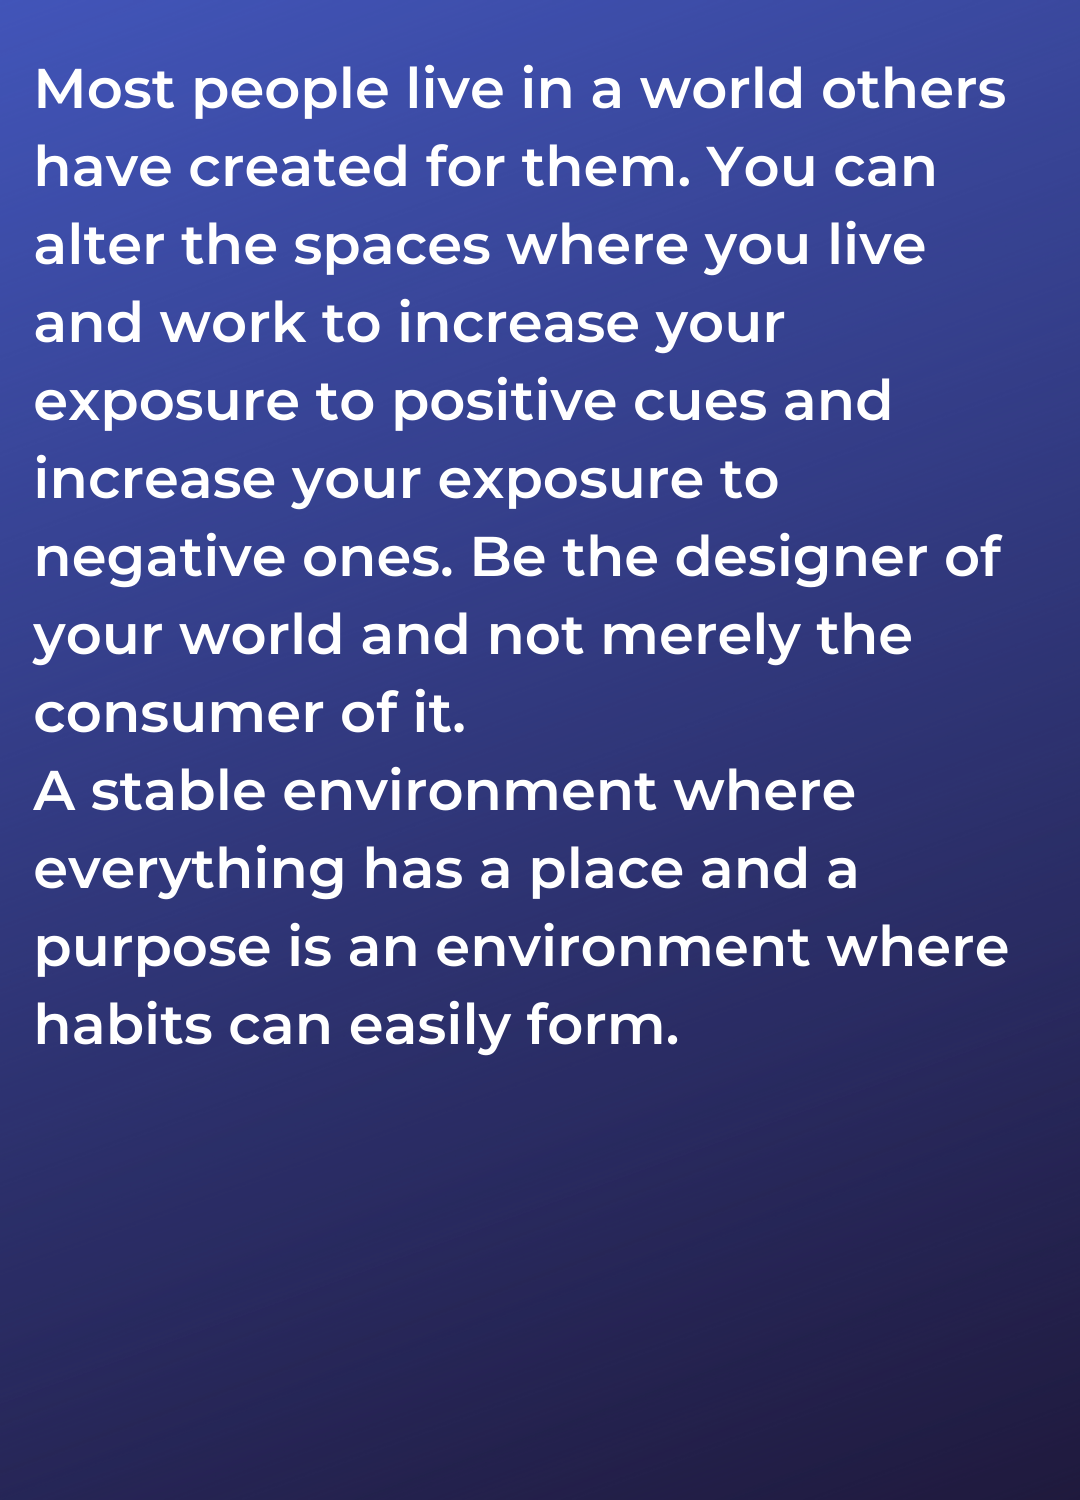 Most people live in a world others
have created for them. You can
alter the spaces where you live
and work to increase your
exposure to positive cues and
increase your exposure to
negative ones. Be the designer of
your world and not merely the
consumer of it.
A stable environment where
everything has a place and a
purpose is an environment where
habits can easily form.